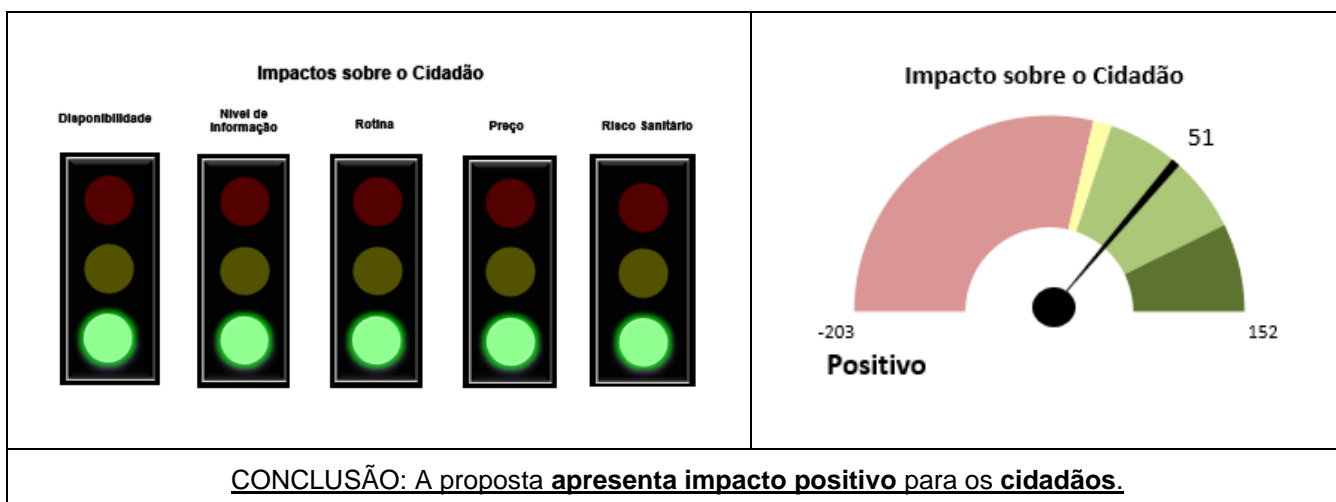 Impactos sobre o Cidadão
Disponibilidade
Nível de
Informação
Rotina
Preço
Risco Sanitário
Impacto sobre o Cidadão
51
-203
152
Positivo
CONCLUSÃO: A proposta apresenta impacto positivo para os cidadãos.